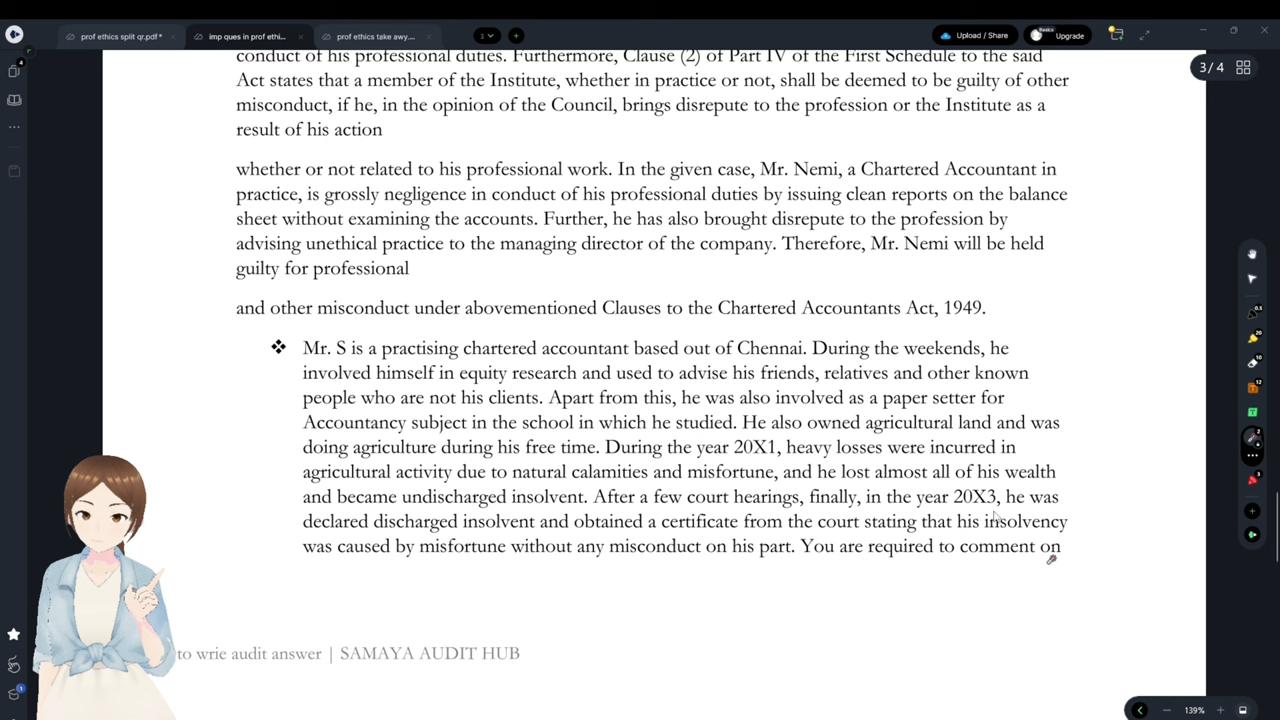 prof ethics split qr.pdf*
imp ques in prof ethi...
prof ethics take awy....
3
Upload / Share
Upgrade
3 / 4
conduct of his professional duties. Furthermore, Clause (2) of Part IV of the First Schedule to the said
Act states that a member of the Institute, whether in practice or not, shall be deemed to be guilty of other
misconduct, if he, in the opinion of the Council, brings disrepute to the profession or the Institute as a
result of his action
whether or not related to his professional work. In the given case, Mr. Nemi, a Chartered Accountant in
practice, is grossly negligence in conduct of his professional duties by issuing clean reports on the balance
sheet without examining the accounts. Further, he has also brought disrepute to the profession by
advising unethical practice to the managing director of the company. Therefore, Mr. Nemi will be held
guilty for professional
and other misconduct under abovementioned Clauses to the Chartered Accountants Act, 1949.
❖ Mr. S is a practising chartered accountant based out of Chennai. During the weekends, he
involved himself in equity research and used to advise his friends, relatives and other known
people who are not his clients. Apart from this, he was also involved as a paper setter for
Accountancy subject in the school in which he studied. He also owned agricultural land and was
doing agriculture during his free time. During the year 20X1, heavy losses were incurred in
agricultural activity due to natural calamities and misfortune, and he lost almost all of his wealth
and became undischarged insolvent. After a few court hearings, finally, in the year 20X3, he was
declared discharged insolvent and obtained a certificate from the court stating that his insolvency
was caused by misfortune without any misconduct on his part. You are required to comment on
to wrie audit answer | SAMAYA AUDIT HUB
139%